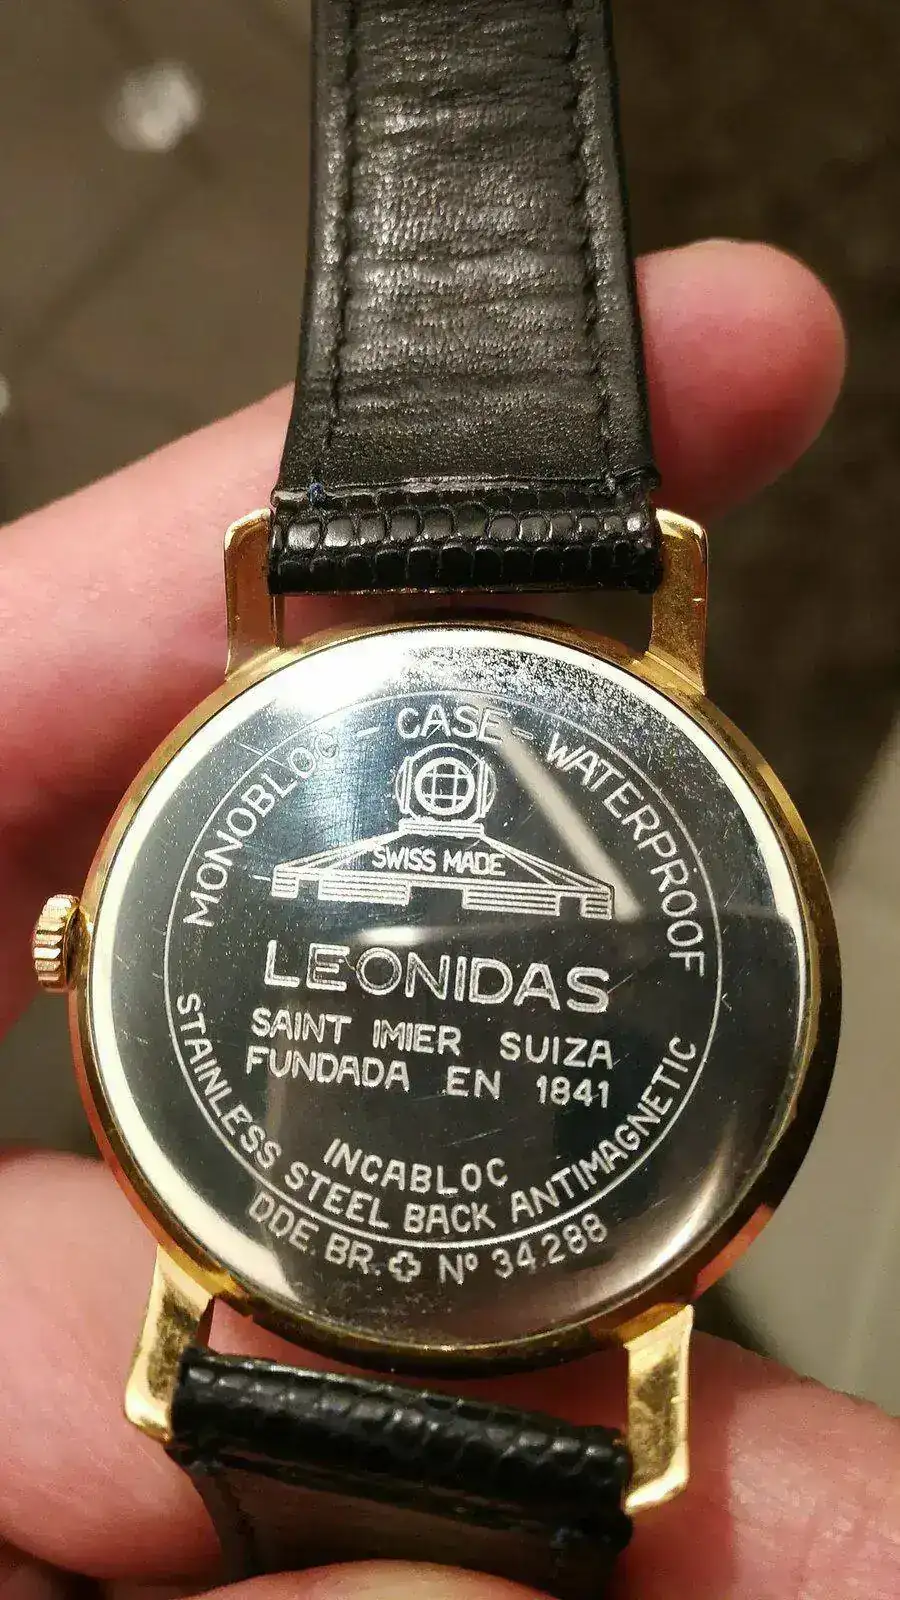 MONOBLOC - CASE - WATERPROOF
SWISS MADE
LEONIDAS
SAINT IMIER SUIZA
FUNDADA EN 1841
INCABLOC
STAINLESS STEEL BACK ANTIMAGNETIC
DDE. BR. Nº 34.288